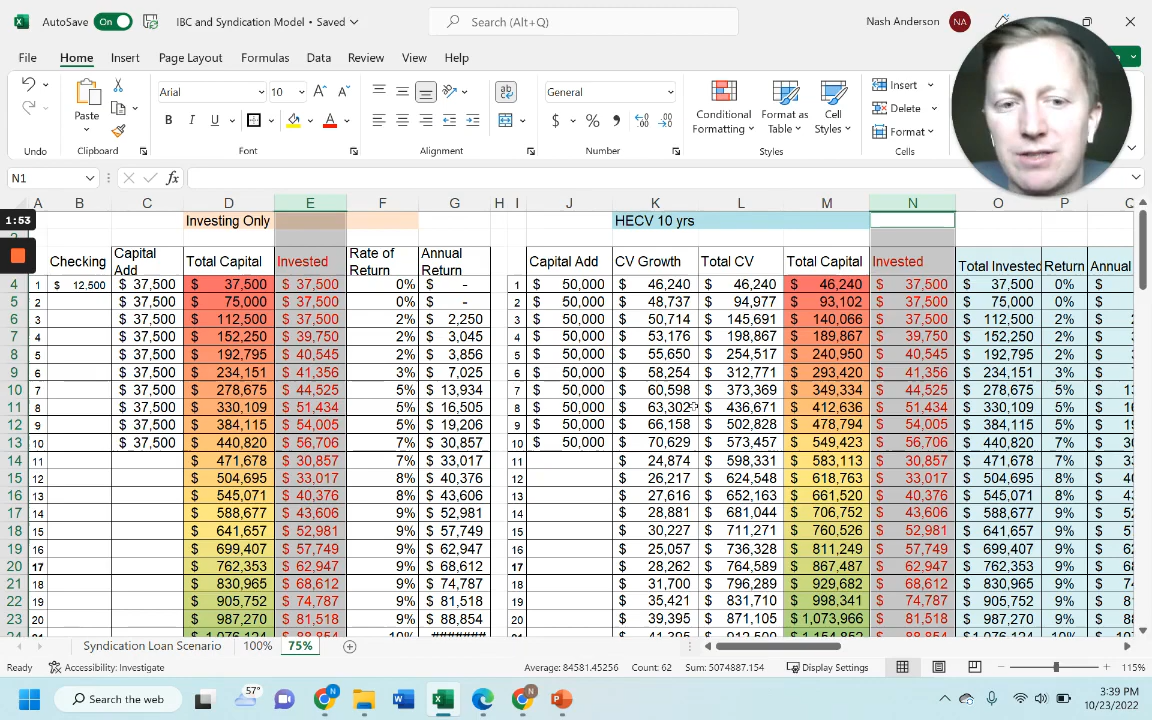 AutoSave On IBC and Syndication Model • Saved Search (Alt+Q) Nash Anderson NA
File Home Insert Page Layout Formulas Data Review View Help
Arial 10 General Insert
Paste Conditional Formatting Format as Table Cell Styles Delete
B I U $ % Format
Undo Clipboard Font Alignment Number Styles Cells
N1 fx
A B C D E F G H I J K L M N O P
1:53 Investing Only HECV 10 yrs
Checking Capital Add Total Capital Invested Rate of Return Annual Return Capital Add CV Growth Total CV Total Capital Invested Total Invested Return Annual
4 1 $ 12,500 $ 37,500 $ 37,500 $ 37,500 0% $ - 1 $ 50,000 $ 46,240 $ 46,240 $ 46,240 $ 37,500 $ 37,500 0% $
5 2 $ 37,500 $ 75,000 $ 37,500 0% $ - 2 $ 50,000 $ 48,737 $ 94,977 $ 93,102 $ 37,500 $ 75,000 0% $
6 3 $ 37,500 $ 112,500 $ 37,500 2% $ 2,250 3 $ 50,000 $ 50,714 $ 145,691 $ 140,066 $ 37,500 $ 112,500 2% $
7 4 $ 37,500 $ 152,250 $ 39,750 2% $ 3,045 4 $ 50,000 $ 53,176 $ 198,867 $ 189,867 $ 39,750 $ 152,250 2% $
8 5 $ 37,500 $ 192,795 $ 40,545 2% $ 3,856 5 $ 50,000 $ 55,650 $ 254,517 $ 240,950 $ 40,545 $ 192,795 2% $
9 6 $ 37,500 $ 234,151 $ 41,356 3% $ 7,025 6 $ 50,000 $ 58,254 $ 312,771 $ 293,420 $ 41,356 $ 234,151 3% $
10 7 $ 37,500 $ 278,675 $ 44,525 5% $ 13,934 7 $ 50,000 $ 60,598 $ 373,369 $ 349,334 $ 44,525 $ 278,675 5% $
11 8 $ 37,500 $ 330,109 $ 51,434 5% $ 16,505 8 $ 50,000 $ 63,302 $ 436,671 $ 412,636 $ 51,434 $ 330,109 5% $
12 9 $ 37,500 $ 384,115 $ 54,005 5% $ 19,206 9 $ 50,000 $ 66,158 $ 502,828 $ 478,794 $ 54,005 $ 384,115 5% $
13 10 $ 37,500 $ 440,820 $ 56,706 7% $ 30,857 10 $ 50,000 $ 70,629 $ 573,457 $ 549,423 $ 56,706 $ 440,820 7% $
14 11 $ 471,678 $ 30,857 7% $ 33,017 11 $ 24,874 $ 598,331 $ 583,113 $ 30,857 $ 471,678 7% $
15 12 $ 504,695 $ 33,017 8% $ 40,376 12 $ 26,217 $ 624,548 $ 618,763 $ 33,017 $ 504,695 8% $
16 13 $ 545,071 $ 40,376 8% $ 43,606 13 $ 27,616 $ 652,163 $ 661,520 $ 40,376 $ 545,071 8% $
17 14 $ 588,677 $ 43,606 9% $ 52,981 14 $ 28,881 $ 681,044 $ 706,752 $ 43,606 $ 588,677 9% $
18 15 $ 641,657 $ 52,981 9% $ 57,749 15 $ 30,227 $ 711,271 $ 760,526 $ 52,981 $ 641,657 9% $
19 16 $ 699,407 $ 57,749 9% $ 62,947 16 $ 25,057 $ 736,328 $ 811,249 $ 57,749 $ 699,407 9% $
20 17 $ 762,353 $ 62,947 9% $ 68,612 17 $ 28,262 $ 764,589 $ 867,487 $ 62,947 $ 762,353 9% $
21 18 $ 830,965 $ 68,612 9% $ 74,787 18 $ 31,700 $ 796,289 $ 929,682 $ 68,612 $ 830,965 9% $
22 19 $ 905,752 $ 74,787 9% $ 81,518 19 $ 35,421 $ 831,710 $ 998,341 $ 74,787 $ 905,752 9% $
23 20 $ 987,270 $ 81,518 9% $ 88,854 20 $ 39,395 $ 871,105 $ 1,073,966 $ 81,518 $ 987,270 9% $
Syndication Loan Scenario 100% 75%
Ready Accessibility: Investigate Average: 84581.45256 Count: 62 Sum: 5074887.154 Display Settings 115%
57° Search the web 3:39 PM
10/23/2022